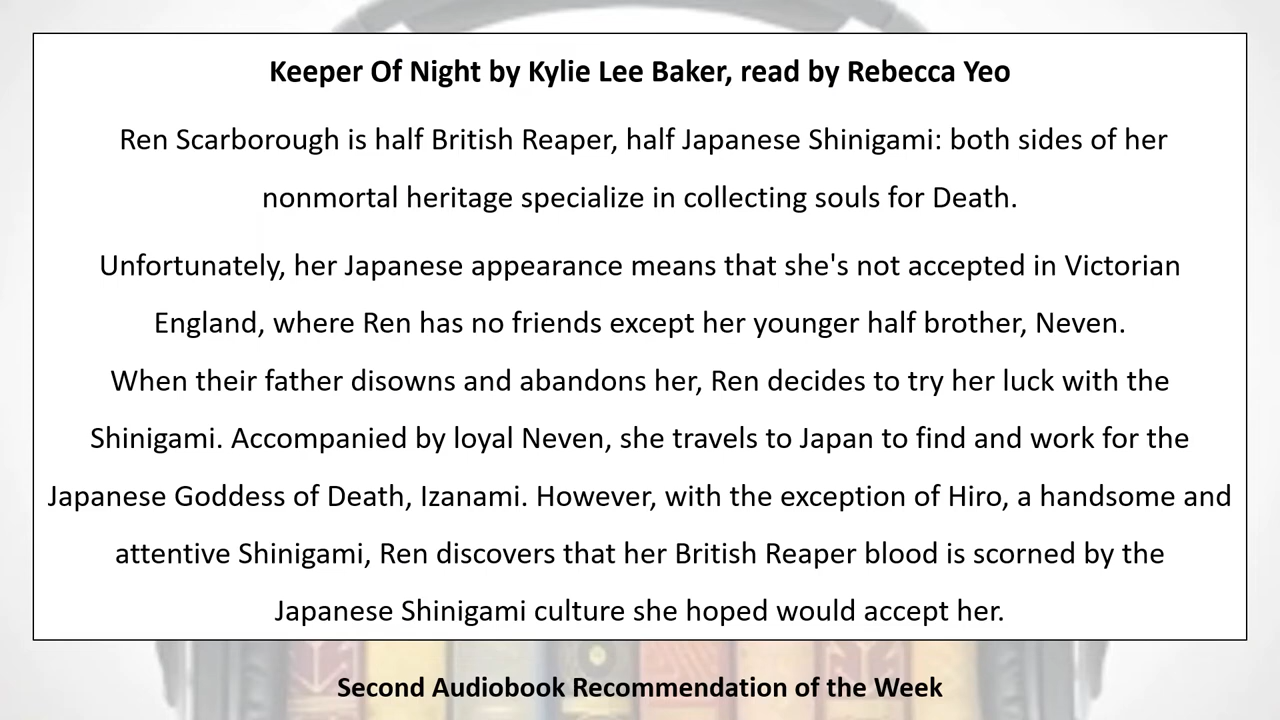 Keeper Of Night by Kylie Lee Baker, read by Rebecca Yeo
Ren Scarborough is half British Reaper, half Japanese Shinigami: both sides of her
nonmortal heritage specialize in collecting souls for Death.
Unfortunately, her Japanese appearance means that she's not accepted in Victorian
England, where Ren has no friends except her younger half brother, Neven.
When their father disowns and abandons her, Ren decides to try her luck with the
Shinigami. Accompanied by loyal Neven, she travels to Japan to find and work for the
Japanese Goddess of Death, Izanami. However, with the exception of Hiro, a handsome and
attentive Shinigami, Ren discovers that her British Reaper blood is scorned by the
Japanese Shinigami culture she hoped would accept her.
Second Audiobook Recommendation of the Week